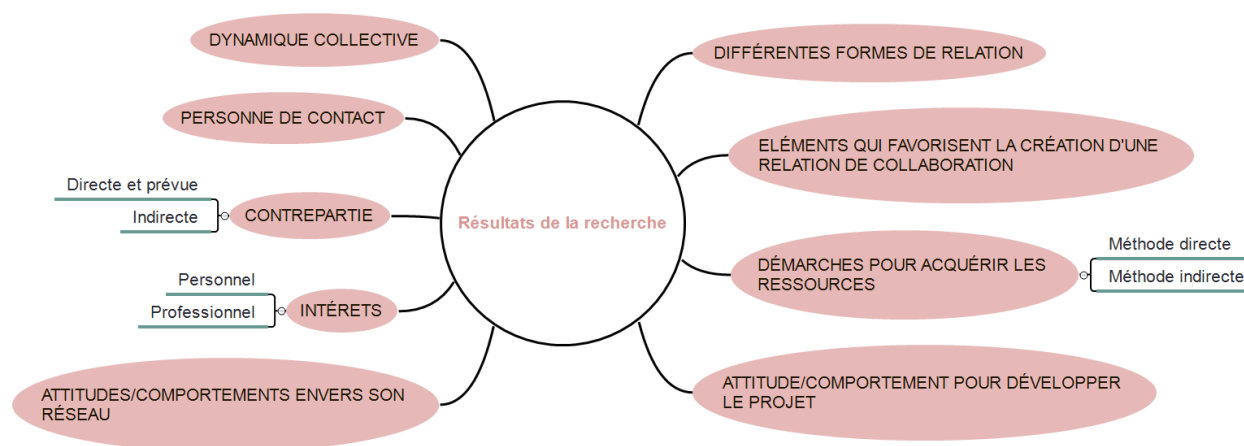 DYNAMIQUE COLLECTIVE
PERSONNE DE CONTACT
Directe et prévue
Indirecte
CONTREPARTIE
Personnel
Professionnel
INTÉRETS
ATTITUDES/COMPORTEMENTS ENVERS SON
RÉSEAU
Résultats de la recherche
DIFFÉRENTES FORMES DE RELATION
ELÉMENTS QUI FAVORISENT LA CRÉATION D'UNE
RELATION DE COLLABORATION
DÉMARCHES POUR ACQUÉRIR LES
RESSOURCES
Méthode directe
Méthode indirecte
ATTITUDE/COMPORTEMENT POUR DÉVELOPPER
LE PROJET